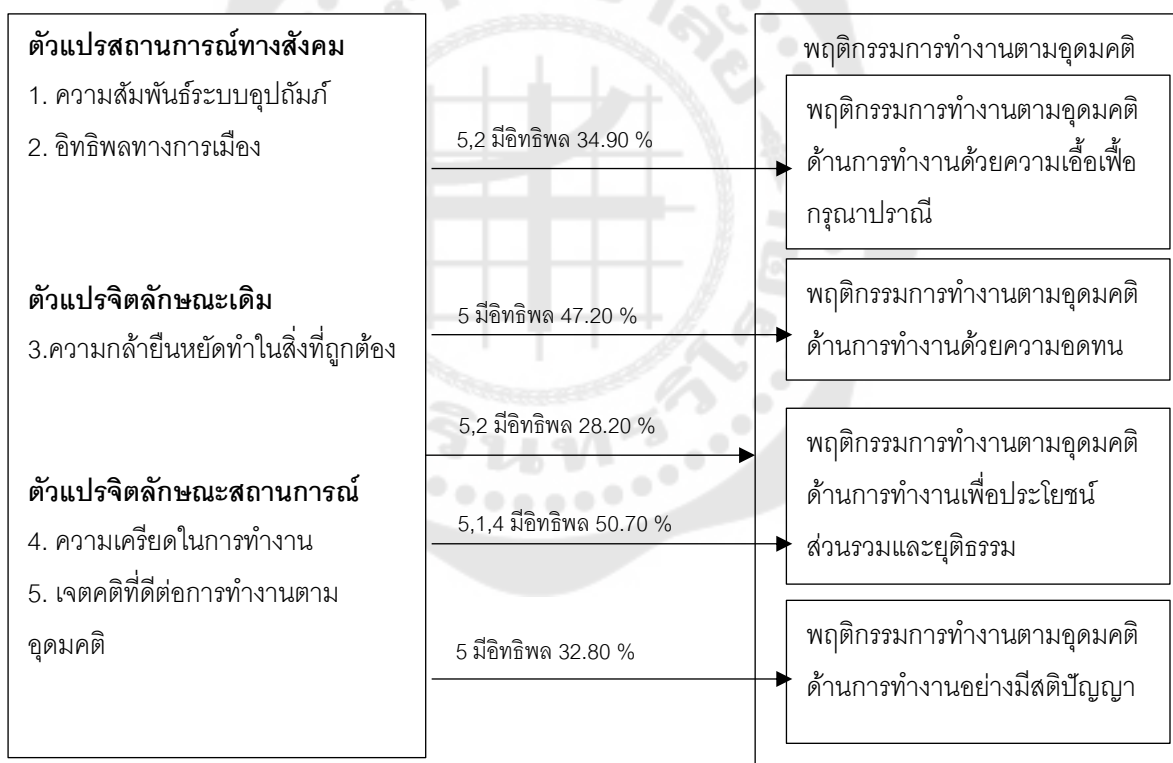 ตัวแปรสถานการณ์ทางสังคม
1. ความสัมพันธ์ระบบอุปถัมภ์
2. อิทธิพลทางการเมือง
ตัวแปรจิตลักษณะเดิม
3.ความกล้ายืนหยัดทำในสิ่งที่ถูกต้อง
ตัวแปรจิตลักษณะสถานการณ์
4. ความเครียดในการทำงาน
5. เจตคติที่ดีต่อการทำงานตาม
อุดมคติ
5,2 มีอิทธิพล 34.90 %
5 มีอิทธิพล 47.20 %
5,2 มีอิทธิพล 28.20 %
5,1,4 มีอิทธิพล 50.70 %
5 มีอิทธิพล 32.80 %
พฤติกรรมการทำงานตามอุดมคติ
พฤติกรรมการทำงานตามอุดมคติ
ด้านการทำงานด้วยความเอื้อเฟื้อ
กรุณาปราณี
พฤติกรรมการทำงานตามอุดมคติ
ด้านการทำงานด้วยความอดทน
พฤติกรรมการทำงานตามอุดมคติ
ด้านการทำงานเพื่อประโยชน์
ส่วนรวมและยุติธรรม
พฤติกรรมการทำงานตามอุดมคติ
ด้านการทำงานอย่างมีสติปัญญา